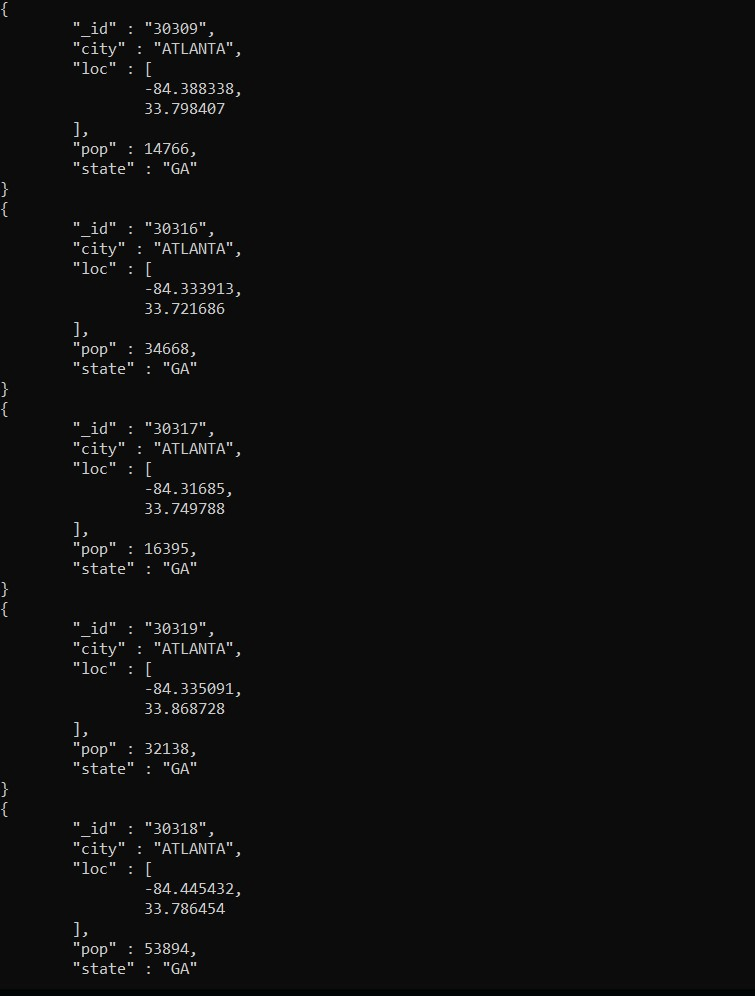 {
        "_id" : "30309",
        "city" : "ATLANTA",
        "loc" : [
                -84.388338,
                33.798407
        ],
        "pop" : 14766,
        "state" : "GA"
}
{
        "_id" : "30316",
        "city" : "ATLANTA",
        "loc" : [
                -84.333913,
                33.721686
        ],
        "pop" : 34668,
        "state" : "GA"
}
{
        "_id" : "30317",
        "city" : "ATLANTA",
        "loc" : [
                -84.31685,
                33.749788
        ],
        "pop" : 16395,
        "state" : "GA"
}
{
        "_id" : "30319",
        "city" : "ATLANTA",
        "loc" : [
                -84.335091,
                33.868728
        ],
        "pop" : 32138,
        "state" : "GA"
}
{
        "_id" : "30318",
        "city" : "ATLANTA",
        "loc" : [
                -84.445432,
                33.786454
        ],
        "pop" : 53894,
        "state" : "GA"